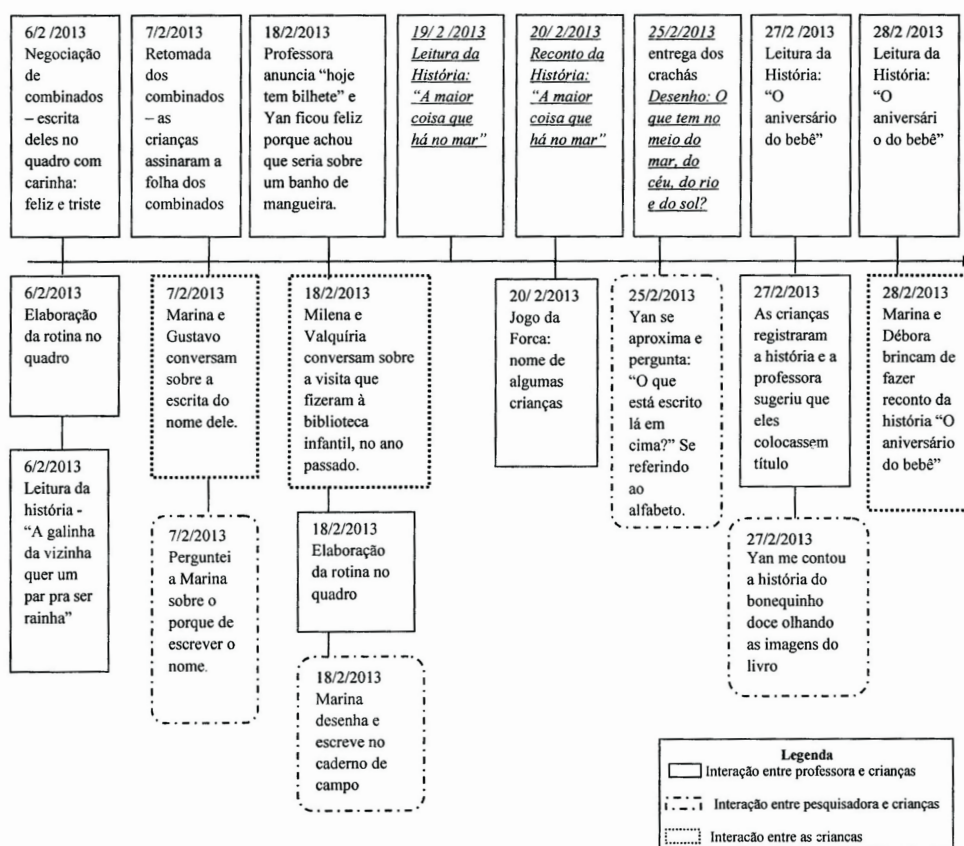 6/2 /2013
Negociação
de
combinados
– escrita
deles no
quadro com
carinha:
feliz e triste
7/2/2013
Retomada
dos
combinados
– as
crianças
assinaram a
folha dos
combinados
18/2/2013
Professora
anuncia “hoje
tem bilhete” e
Yan ficou feliz
porque achou
que seria sobre
um banho de
mangueira.
19/ 2 /2013
Leitura da
História:
“A maior
coisa que
há no mar”
20/ 2/2013
Reconto da
História:
“A maior
coisa que
há no mar”
25/2/2013
entrega dos
crachás
Desenho: O
que tem no
meio do
mar, do
céu, do rio
e do sol?
27/2 /2013
Leitura da
História:
“O
aniversário
do bebê”
28/2 /2013
Leitura da
História:
“O
aniversári
o do bebê”
6/2/2013
Elaboração
da rotina no
quadro
6/2/2013
Leitura da
história -
“A galinha
da vizinha
quer um
par pra ser
rainha”
7/2/2013
Marina e
Gustavo
conversam
sobre a
escrita do
nome dele.
7/2/2013
Perguntei
a Marina
sobre o
porque de
escrever o
nome.
18/2/2013
Milena e
Valquíria
conversam sobre
a visita que
fizeram à
biblioteca
infantil, no ano
passado.
18/2/2013
Elaboração
da rotina no
quadro
18/2/2013
Marina
desenha e
escreve no
caderno de
campo
20/ 2/2013
Jogo da
Forca:
nome de
algumas
crianças
25/2/2013
Yan se
aproxima e
pergunta:
“O que
está escrito
lá em
cima?” Se
referindo
ao
alfabeto.
27/2/2013
As crianças
registraram
a história e a
professora
sugeriu que
eles
colocassem
título
27/2/2013
Yan me contou
a história do
bonequinho
doce olhando
as imagens do
livro
28/2/2013
Marina e
Débora
brincam de
fazer
reconto da
história “O
aniversário
do bebê”
Legenda
Interação entre professora e crianças
Interação entre pesquisadora e crianças
Interação entre as crianças